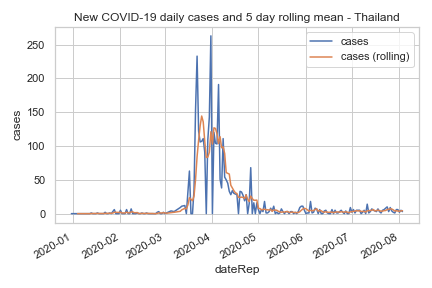 New COVID-19 daily cases and 5 day rolling mean - Thailand
cases
cases (rolling)
250
200
150
100
50
0
cases
2020-01
2020-02
2020-03
2020-04
2020-05
2020-06
2020-07
2020-08
dateRep